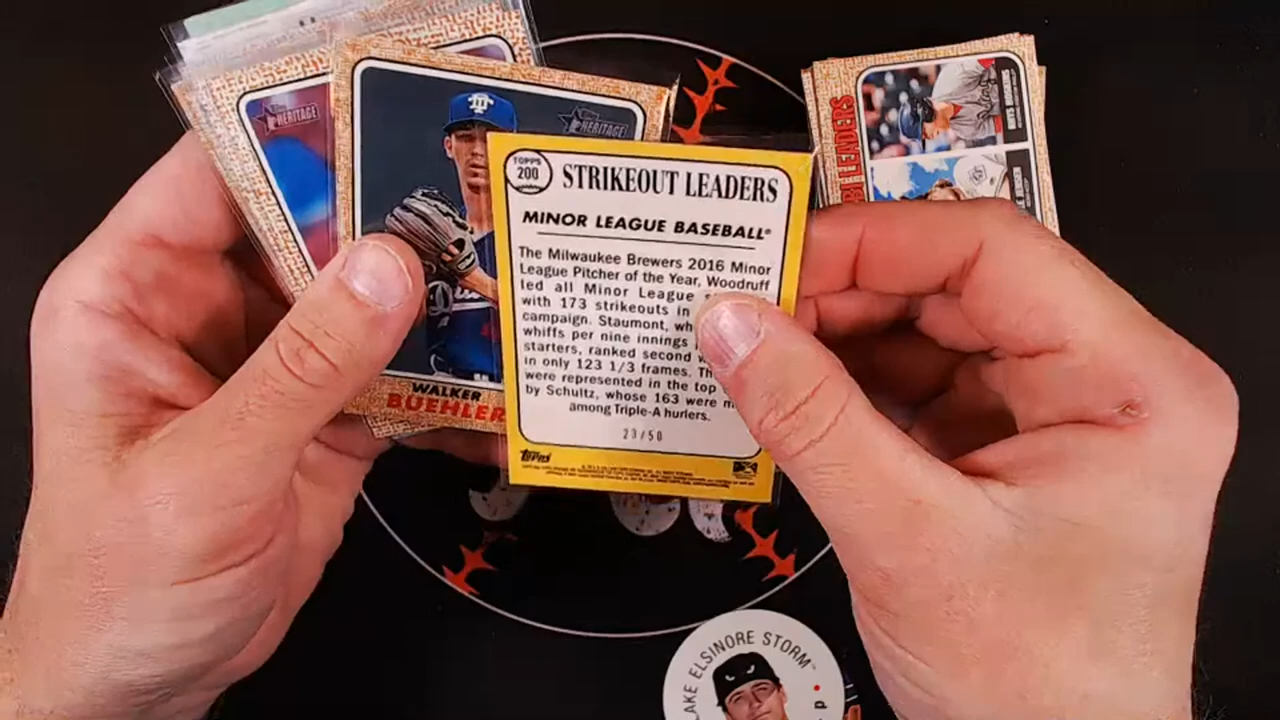 HERITAGE
HERITAGE
WALKER
BUEHLER
TOPPS
200
STRIKEOUT LEADERS
MINOR LEAGUE BASEBALL®
The Milwaukee Brewers 2016 Minor
League Pitcher of the Year, Woodruff
led all Minor League
with 173 strikeouts in
campaign. Staumont,
whiffs per nine innings
starters, ranked second
in only 123 1/3 frames.
were represented in the top
by Schultz, whose 163 were
among Triple-A hurlers.
23/50
Topps
LEADERS
LAKE ELSINORE STORM™